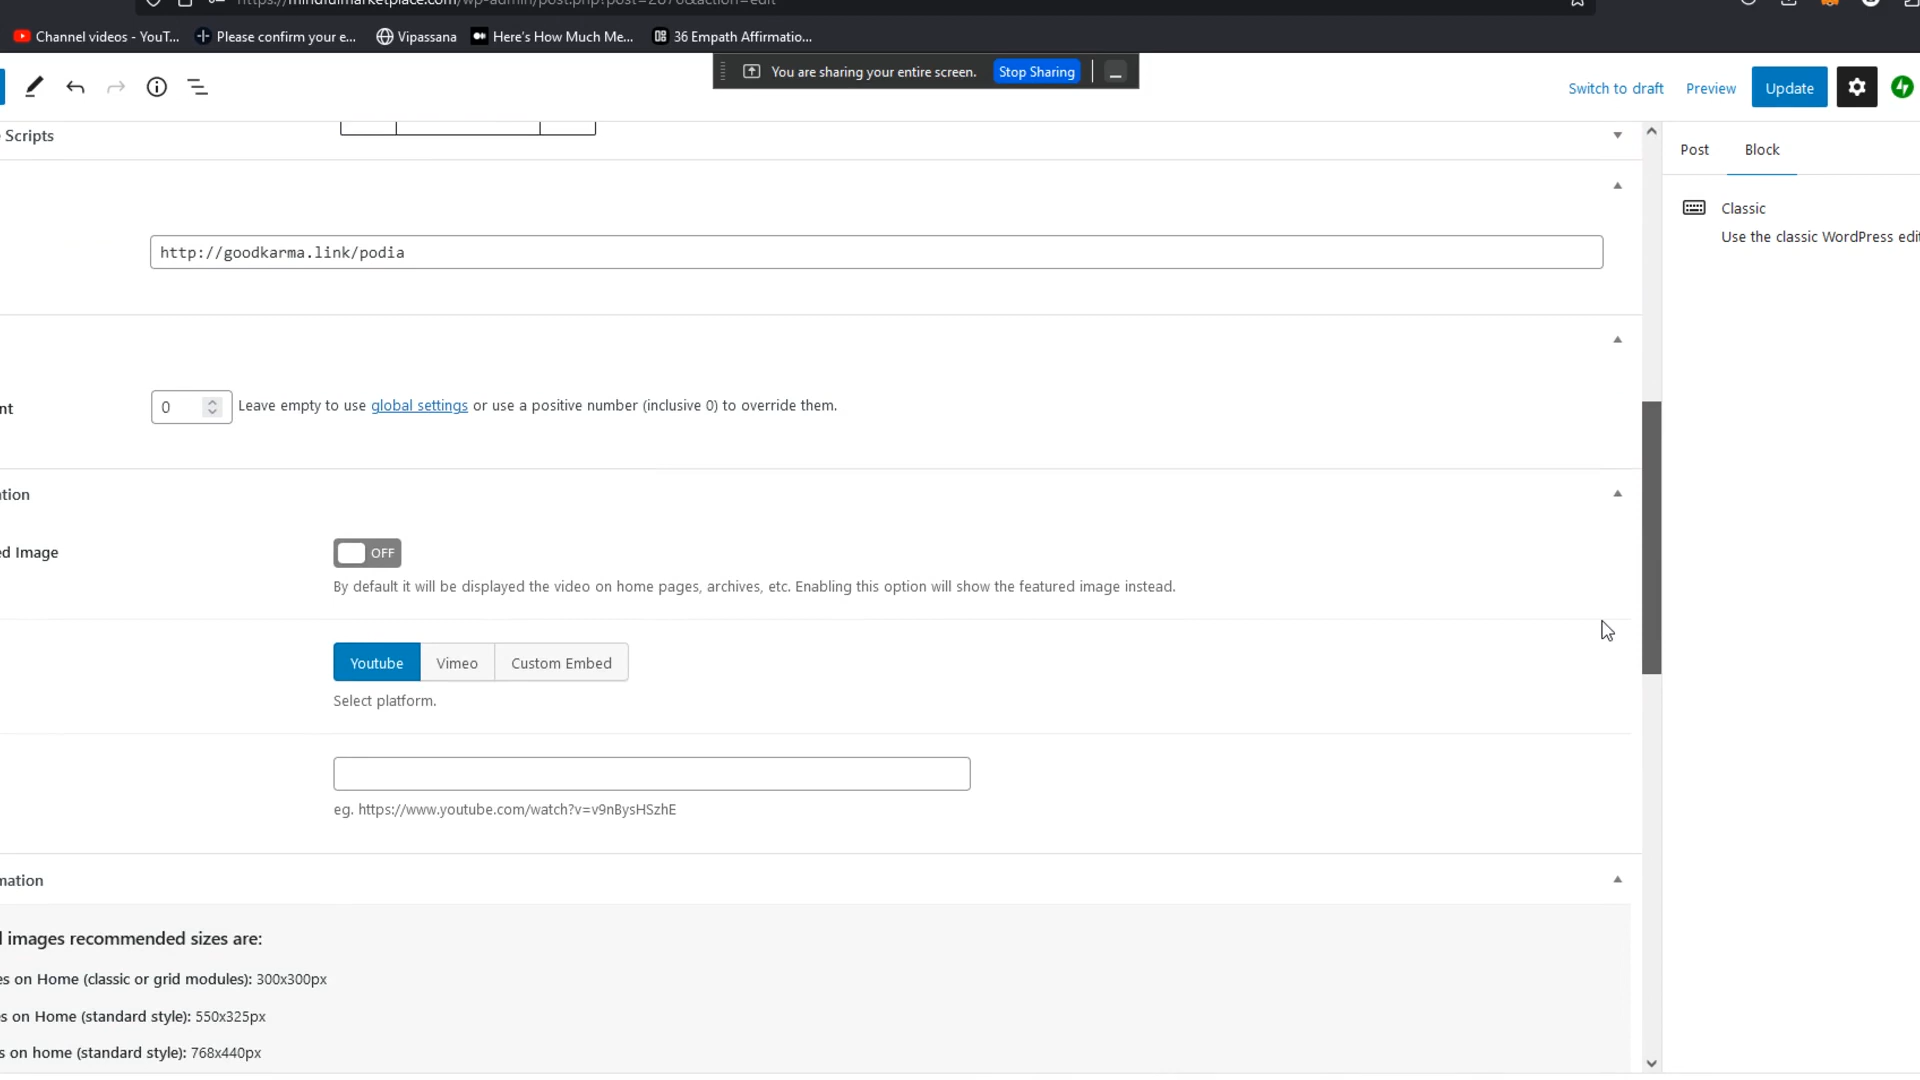 Channel videos - YouT...
Please confirm your e...
Vipassana
Here's How Much Me...
36 Empath Affirmatio...
You are sharing your entire screen.
Stop Sharing
Switch to draft
Preview
Update
Scripts
Post
Block
Classic
Use the classic WordPress edi
http://goodkarma.link/podia
nt
0
Leave empty to use global settings or use a positive number (inclusive 0) to override them.
ation
ed Image
OFF
By default it will be displayed the video on home pages, archives, etc. Enabling this option will show the featured image instead.
Youtube
Vimeo
Custom Embed
Select platform.
eg. https://www.youtube.com/watch?v=v9nBysHSzhE
mation
images recommended sizes are:
es on Home (classic or grid modules): 300x300px
s on Home (standard style): 550x325px
s on home (standard style): 768x440px